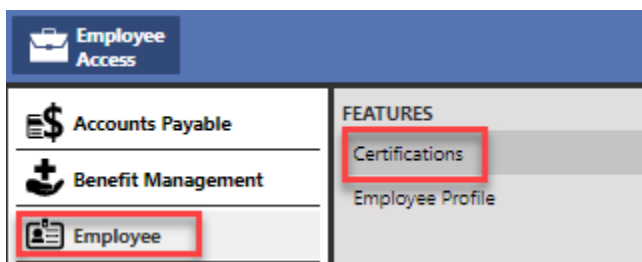 Employee
Access
Accounts Payable
Benefit Management
Employee
FEATURES
Certifications
Employee Profile